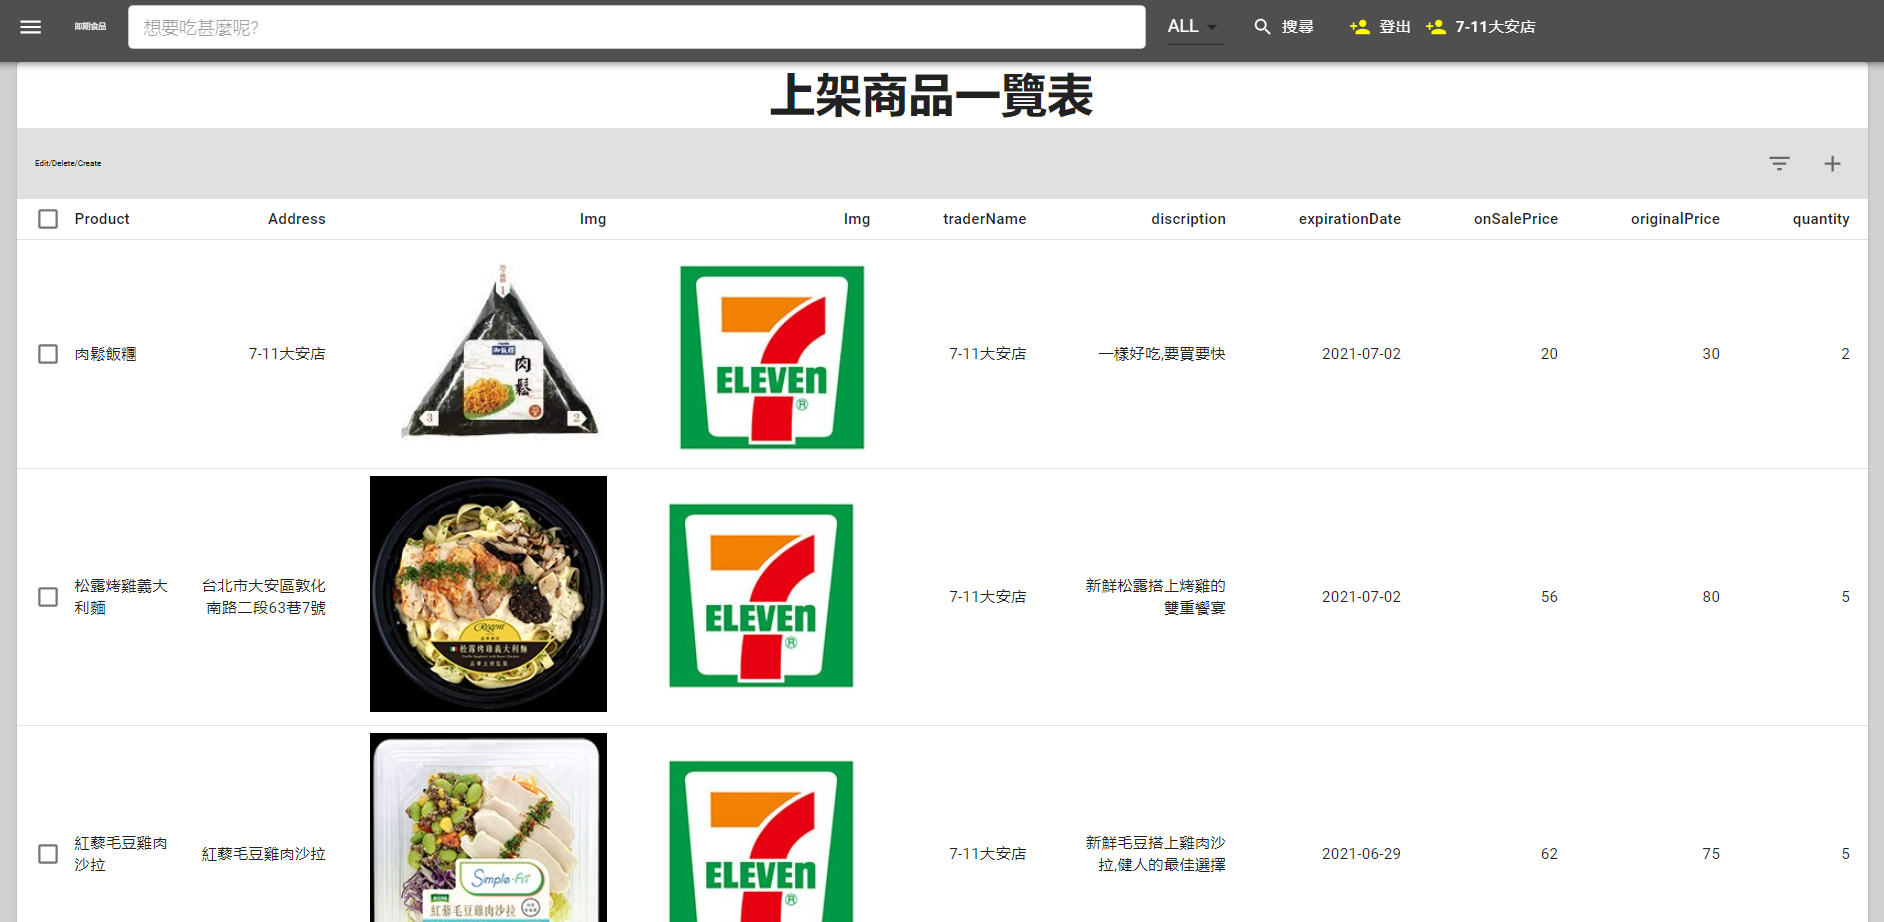 即期食品
想要吃甚麼呢?
ALL
搜尋
登出
7-11大安店
上架商品一覽表
Edit/Delete/Create
Product Address Img Img traderName discription expirationDate onSalePrice originalPrice quantity
肉鬆飯糰 7-11大安店 7-11大安店 一樣好吃,要買要快 2021-07-02 20 30 2
1
御飯糰
肉鬆
3
2
ELEVEn
®
松露烤雞義大
利麵
台北市大安區敦化
南路二段63巷7號
Regent
松露烤雞義大利麵
ELEVEn
®
7-11大安店
新鮮松露搭上烤雞的
雙重饗宴
2021-07-02 56 80 5
紅藜毛豆雞肉
沙拉
紅藜毛豆雞肉沙拉
Simple Fit
紅藜毛豆雞肉沙拉
ELEVEn
®
7-11大安店
新鮮毛豆搭上雞肉沙
拉,健人的最佳選擇
2021-06-29 62 75 5